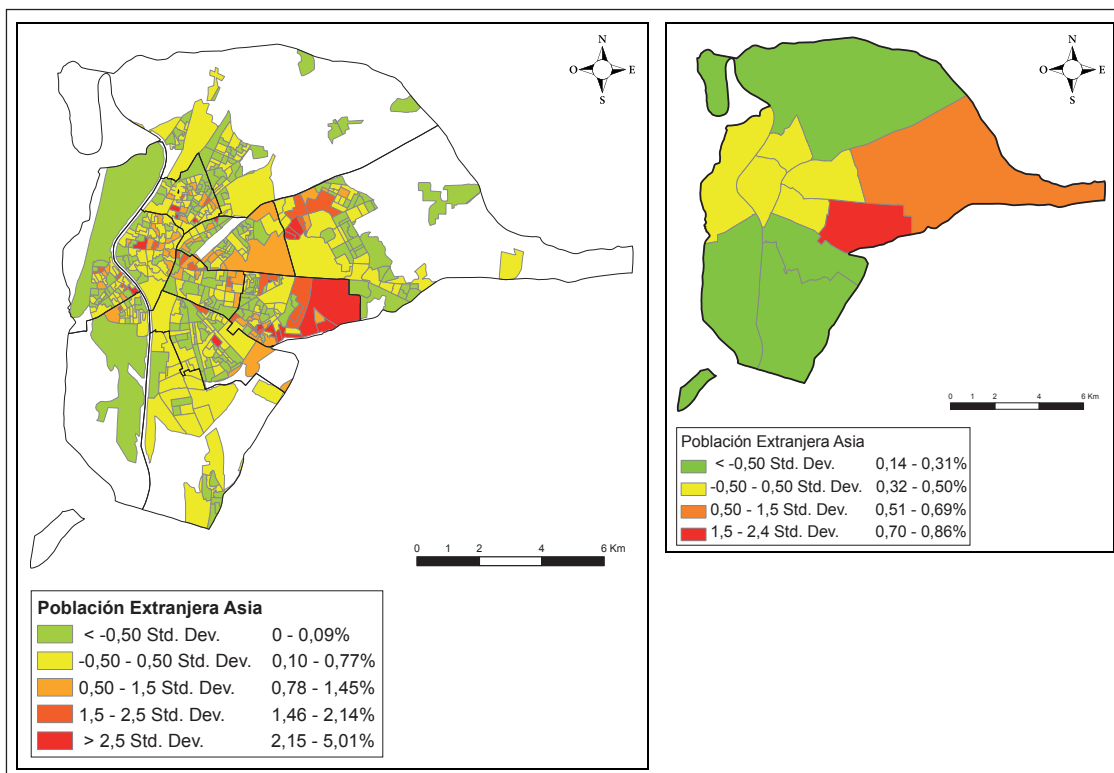 N
O E
S
0 1 2 4 6 Km
Población Extranjera Asia
< -0,50 Std. Dev. 0 - 0,09%
-0,50 - 0,50 Std. Dev. 0,10 - 0,77%
0,50 - 1,5 Std. Dev. 0,78 - 1,45%
1,5 - 2,5 Std. Dev. 1,46 - 2,14%
> 2,5 Std. Dev. 2,15 - 5,01%
N
O E
S
0 1 2 4 6 Km
Población Extranjera Asia
< -0,50 Std. Dev. 0,14 - 0,31%
-0,50 - 0,50 Std. Dev. 0,32 - 0,50%
0,50 - 1,5 Std. Dev. 0,51 - 0,69%
1,5 - 2,4 Std. Dev. 0,70 - 0,86%